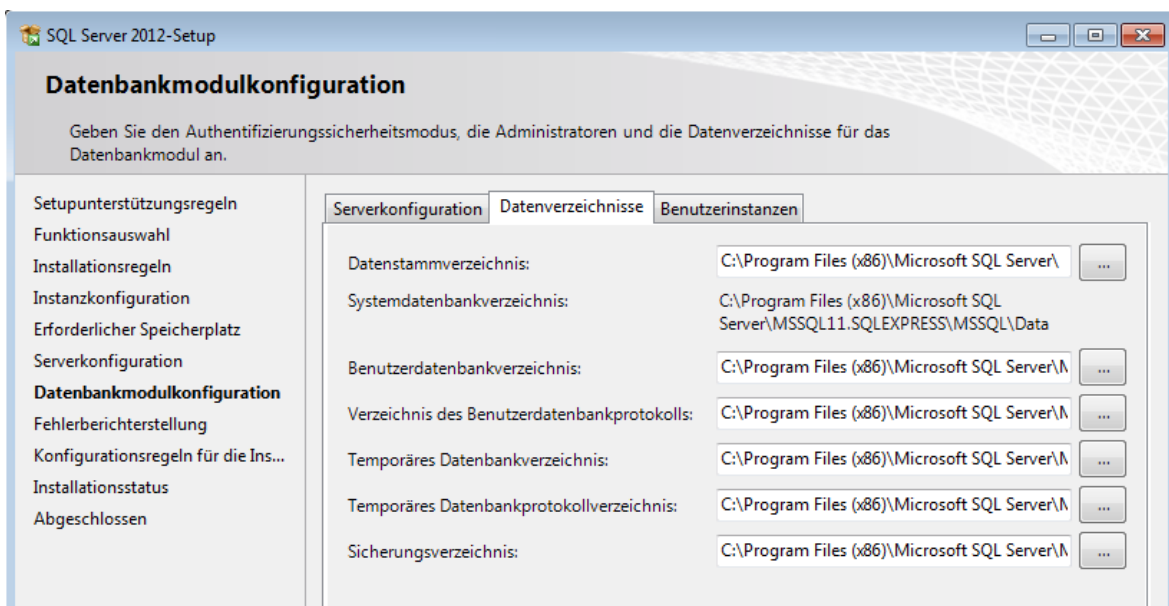 SQL Server 2012-Setup
Datenbankmodulkonfiguration
Geben Sie den Authentifizierungssicherheitsmodus, die Administratoren und die Datenverzeichnisse für das
Datenbankmodul an.
Setupunterstützungsregeln
Funktionsauswahl
Installationsregeln
Instanzkonfiguration
Erforderlicher Speicherplatz
Serverkonfiguration
Datenbankmodulkonfiguration
Fehlerberichterstellung
Konfigurationsregeln für die Ins...
Installationsstatus
Abgeschlossen
Serverkonfiguration Datenverzeichnisse Benutzerinstanzen
Datenstammverzeichnis: C:\Program Files (x86)\Microsoft SQL Server\ ...
Systemdatenbankverzeichnis: C:\Program Files (x86)\Microsoft SQL
Server\MSSQL11.SQLEXPRESS\MSSQL\Data
Benutzerdatenbankverzeichnis: C:\Program Files (x86)\Microsoft SQL Server\M ...
Verzeichnis des Benutzerdatenbankprotokolls: C:\Program Files (x86)\Microsoft SQL Server\M ...
Temporäres Datenbankverzeichnis: C:\Program Files (x86)\Microsoft SQL Server\M ...
Temporäres Datenbankprotokollverzeichnis: C:\Program Files (x86)\Microsoft SQL Server\M ...
Sicherungsverzeichnis: C:\Program Files (x86)\Microsoft SQL Server\M ...